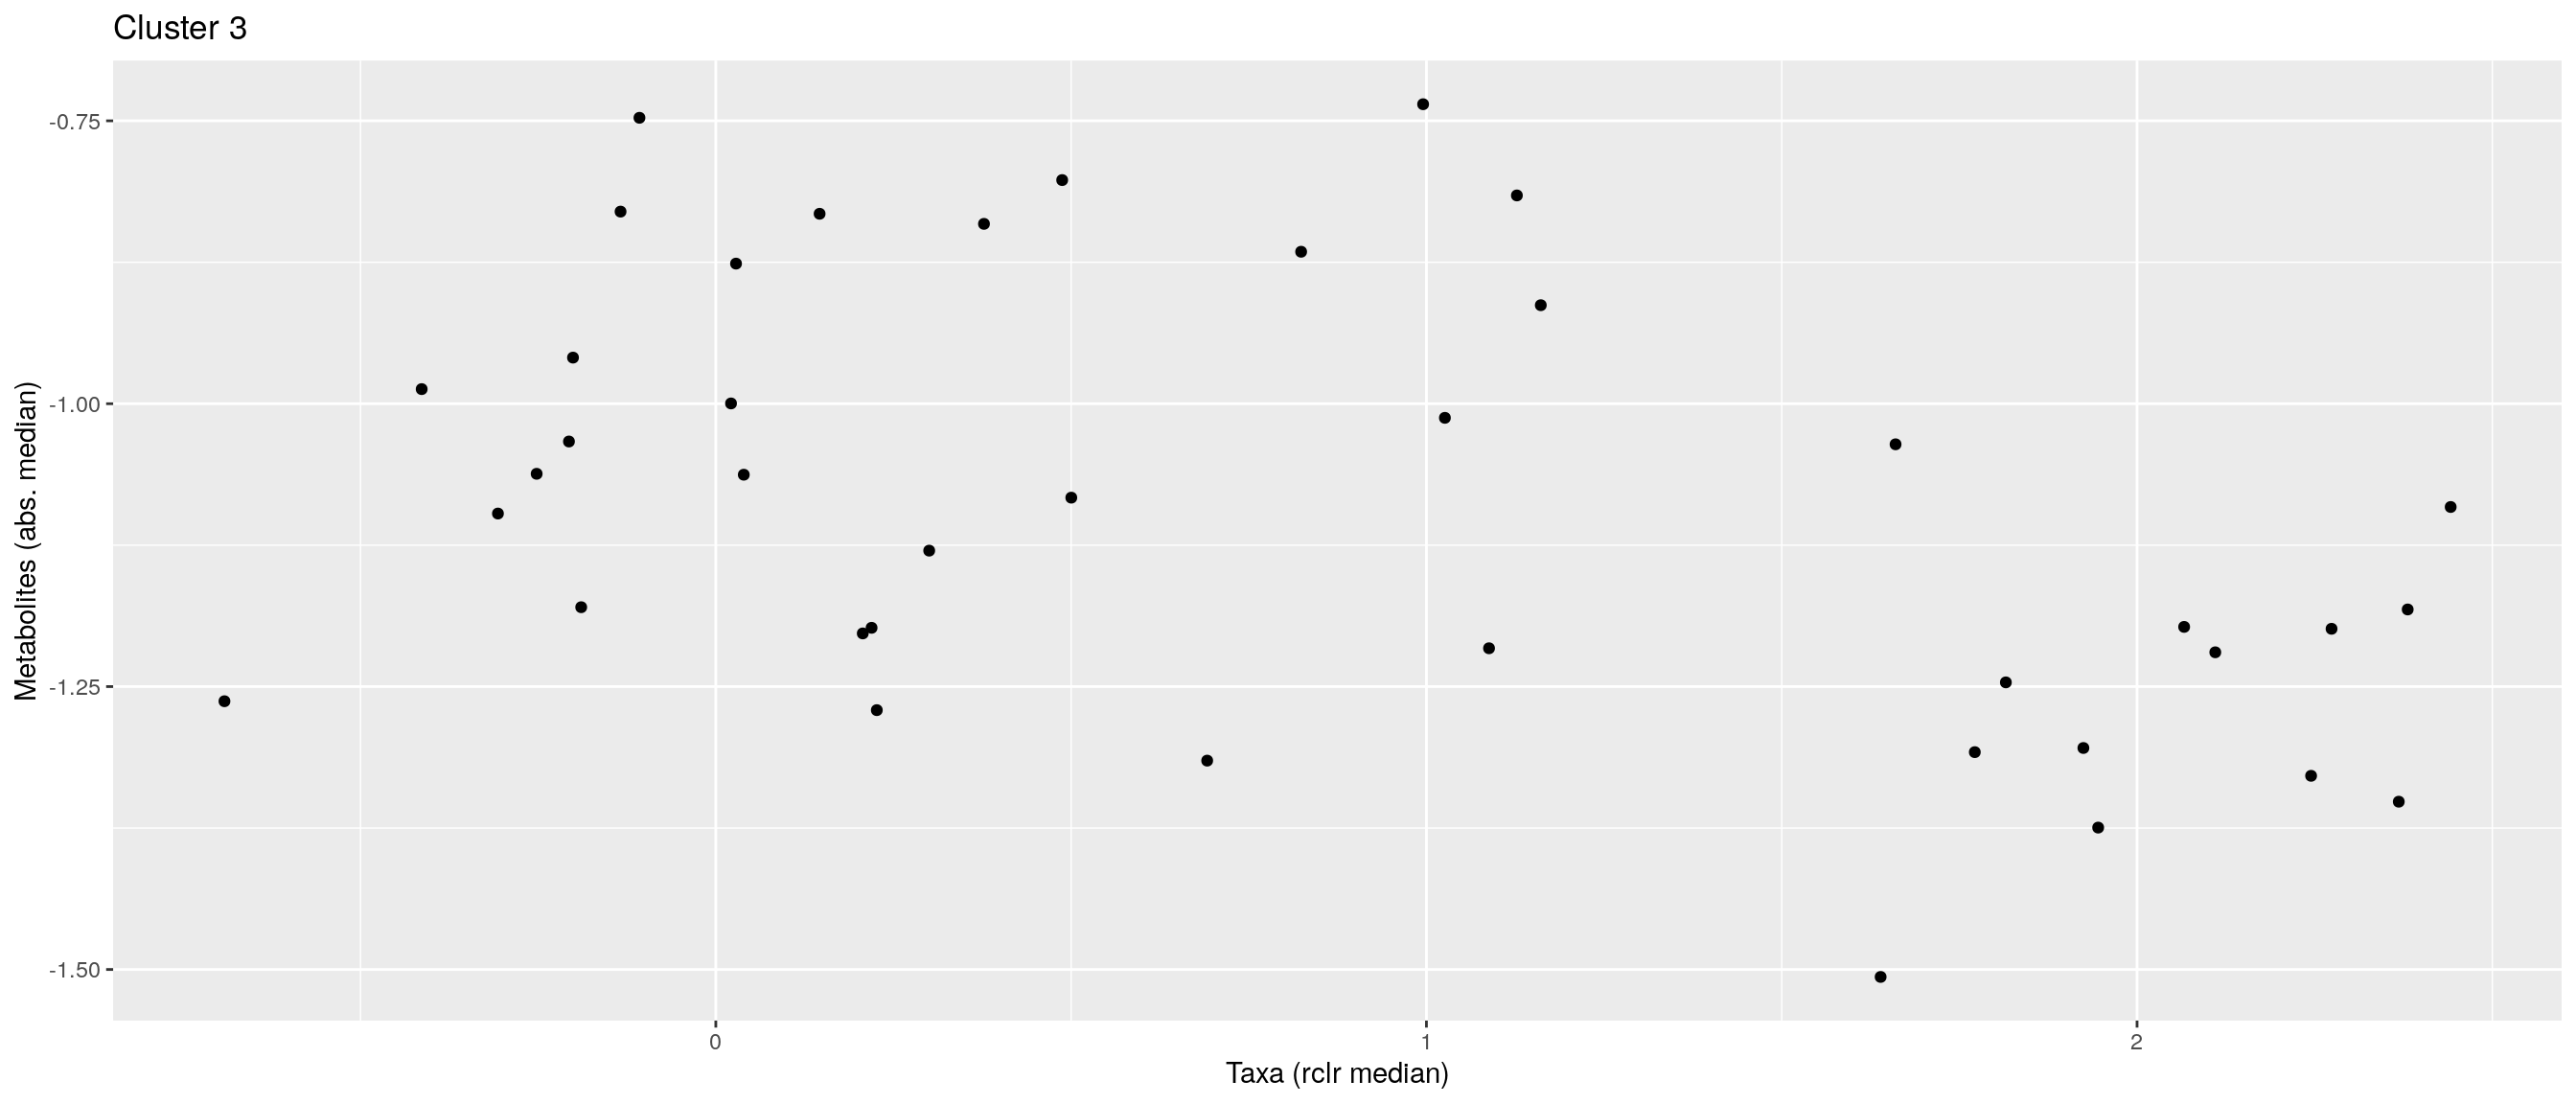 Cluster 3
-0.75
-1.00
-1.25
-1.50
Metabolites (abs. median)
0
1
2
Taxa (rclr median)